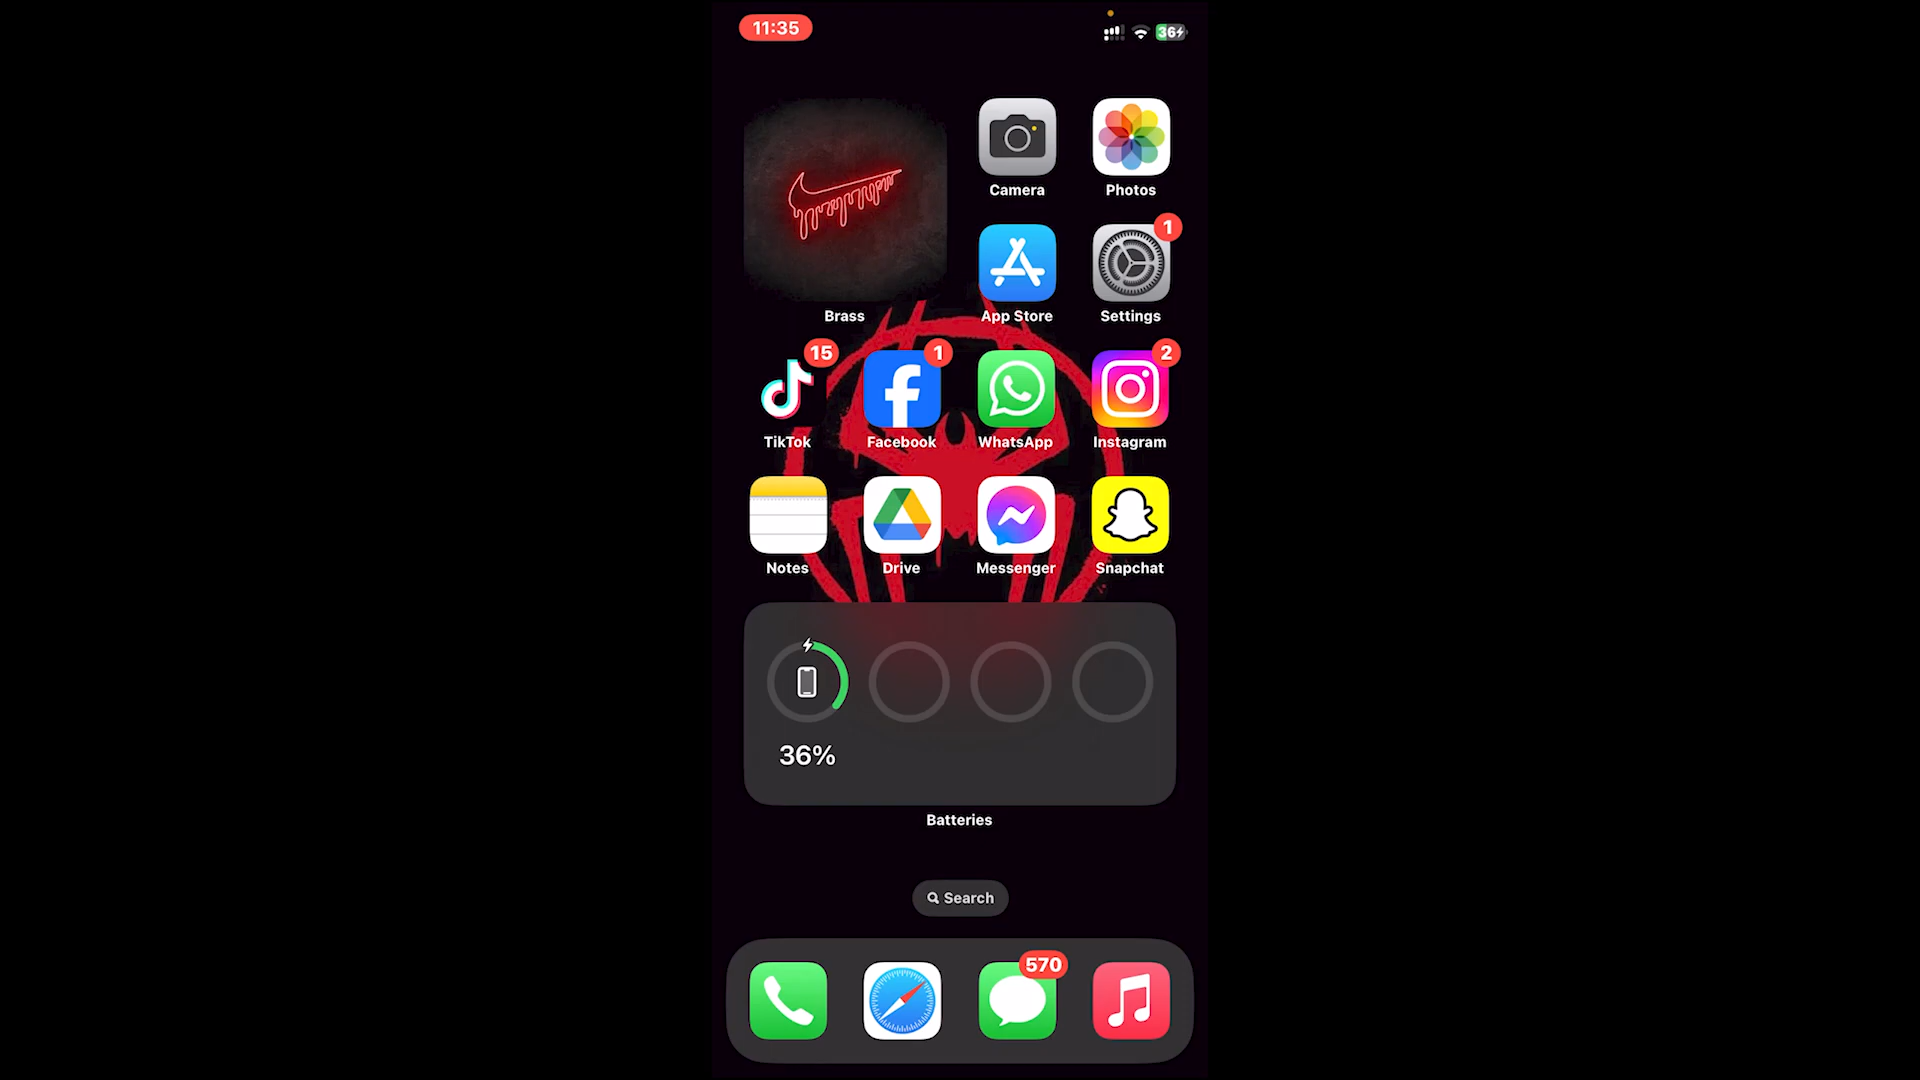 11:35
36
Camera
Photos
1
Brass
App Store
Settings
15
1
2
TikTok
Facebook
WhatsApp
Instagram
Notes
Drive
Messenger
Snapchat
36%
Batteries
Search
570